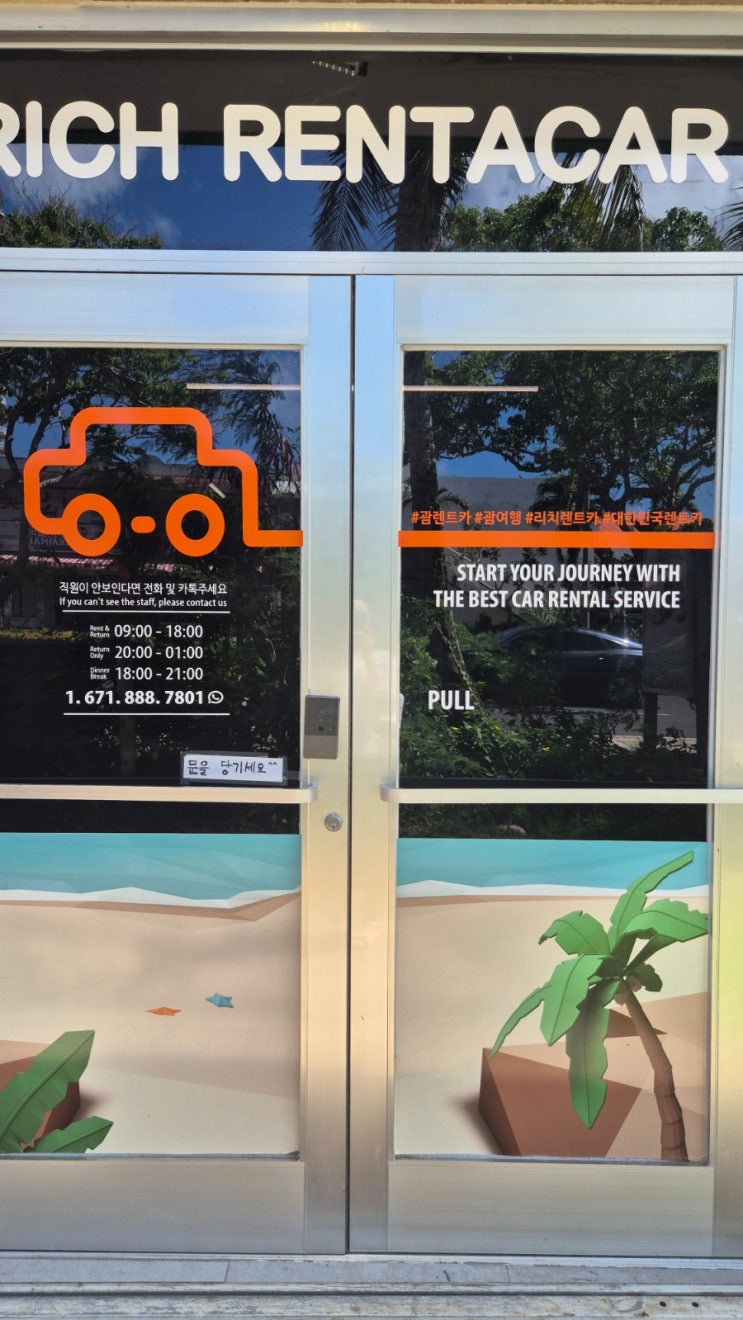 RICH RENTACAR
직원이 안보인다면 전화 및 카톡주세요
If you can't see the staff, please contact us
Rent & Return 09:00 - 18:00
Return Only 20:00 - 01:00
Dinner Break 18:00 - 21:00
1. 671. 888. 7801
문을 당기세요^^
#괌렌트카 #괌여행 #리치렌트카 #대한민국렌트카
START YOUR JOURNEY WITH
THE BEST CAR RENTAL SERVICE
PULL